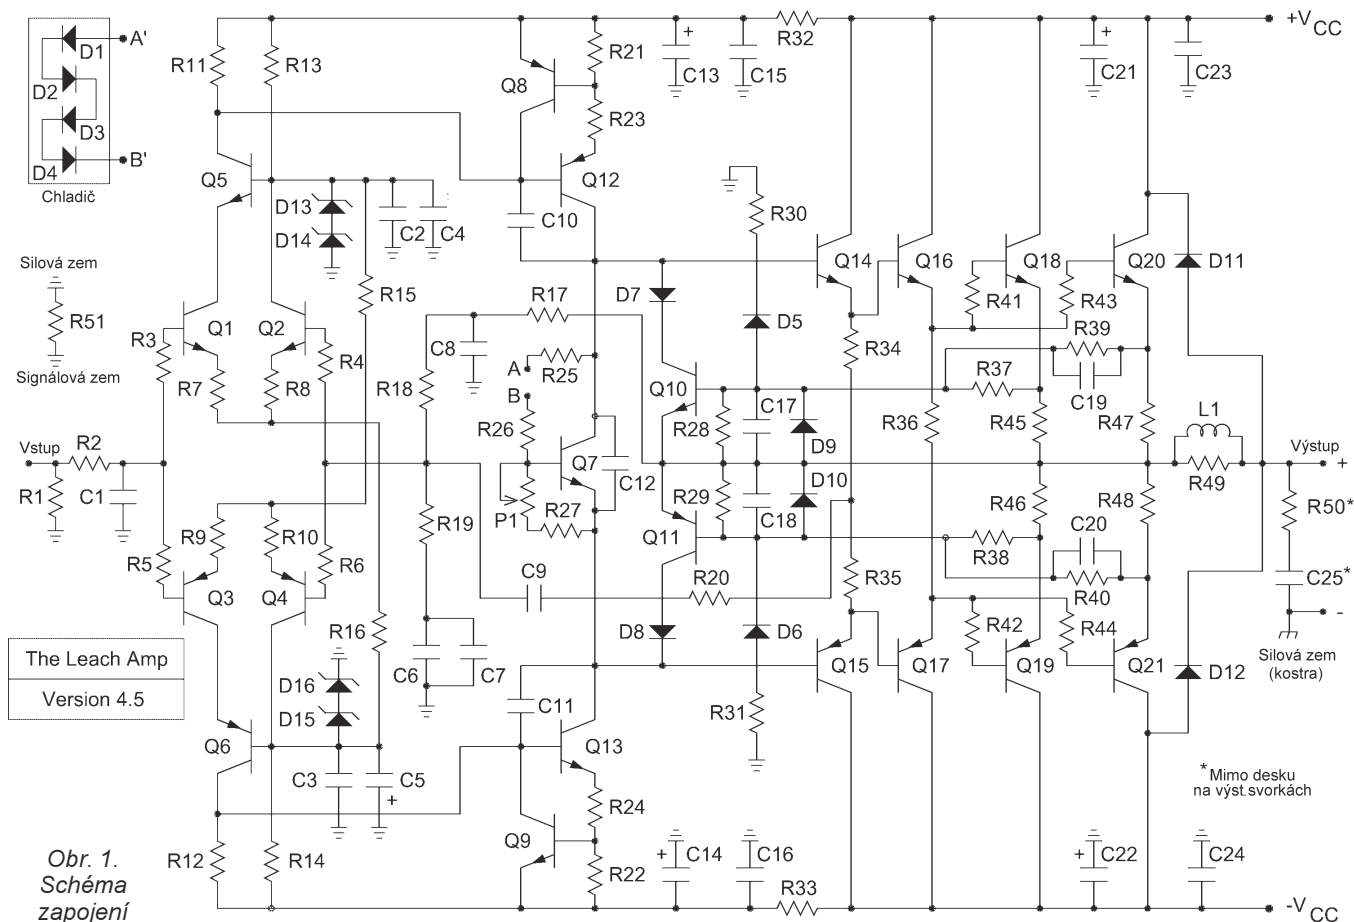 +V CC
R32
A'
D1
R11
R13
R21
+
C13
C15
+
C21
C23
D2
Q8
D3
R23
B'
D4
Q5
Q12
Chladič
D13
C2
C4
C10
R30
D14
Q14
Q16
Q18
Q20
D11
Silová zem
R15
R17
D7
R41
R43
R51
Q1
Q2
D5
R39
R3
C8
R34
Signálová zem
R4
A
R25
R37
R7
R8
R18
B
Q10
C17
C19
L1
R36
R45
R47
Vstup
R2
R26
R28
D9
Výstup
+
Q7
R1
C1
C12
R29
D10
R46
R48
R49
R50*
P1
R27
C18
C20
R9
R10
R19
Q11
R38
R5
R6
C9
R20
R35
C25*
Q3
Q4
R40
-
R16
D8
D6
R42
R44
Silová zem
(kostra)
The Leach Amp
C6
C7
Q15
Q17
Q19
Q21
D12
Version 4.5
D16
D15
C11
R31
Q6
Q13
C3
C5
+
*Mimo desku
na výst.svorkách
R24
Q9
R12
R14
+
C14
C16
+
C22
C24
R22
R33
Obr. 1.
Schéma
zapojení
-V CC